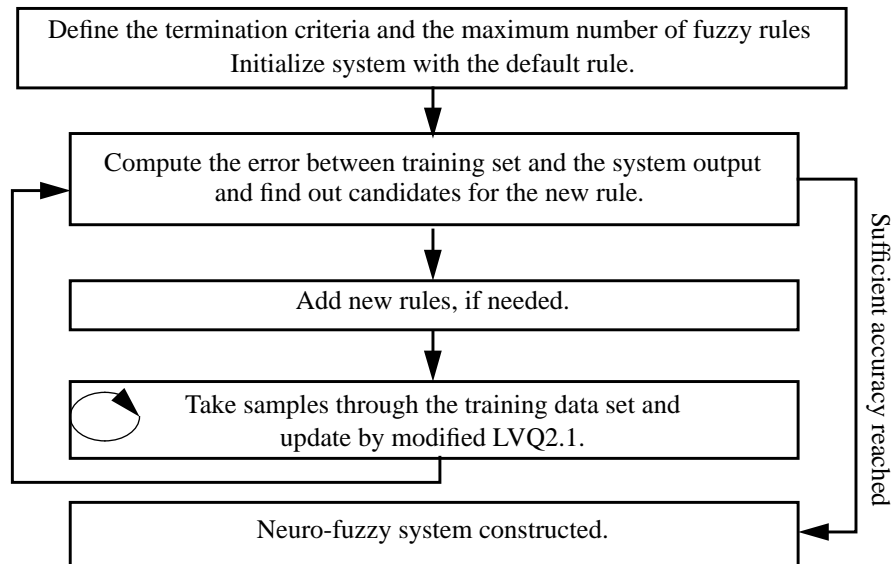 Define the termination criteria and the maximum number of fuzzy rules
Initialize system with the default rule.
Compute the error between training set and the system output
and find out candidates for the new rule.
Add new rules, if needed.
Take samples through the training data set and
update by modified LVQ2.1.
Neuro-fuzzy system constructed.
Sufficient accuracy reached